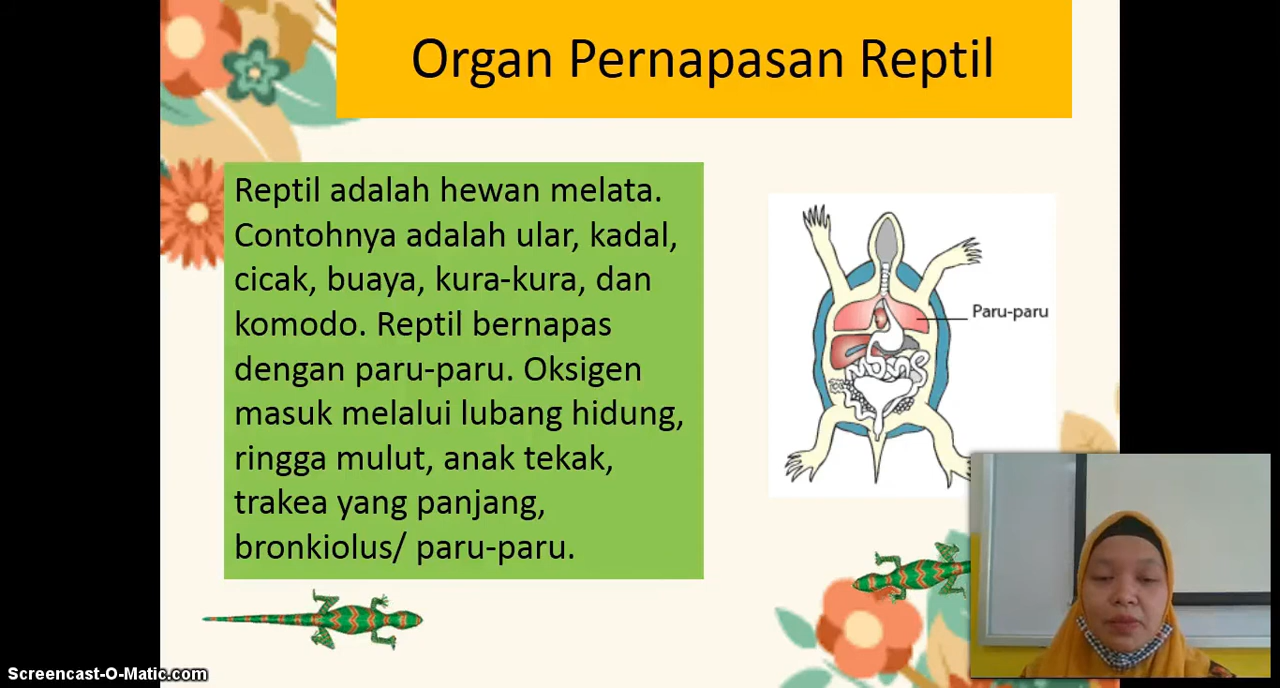 Organ Pernapasan Reptil
Reptil adalah hewan melata.
Contohnya adalah ular, kadal,
cicak, buaya, kura-kura, dan
komodo. Reptil bernapas
dengan paru-paru. Oksigen
masuk melalui lubang hidung,
ringga mulut, anak tekak,
trakea yang panjang,
bronkiolus/ paru-paru.
Paru-paru
Screencast-O-Matic.com